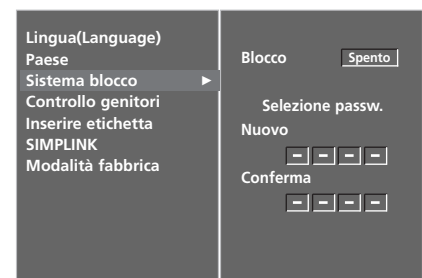 Lingua(Language)
Paese
Sistema blocco ►
Controllo genitori
Inserire etichetta
SIMPLINK
Modalità fabbrica
Blocco Spento
Selezione passw.
Nuovo
– – – –
Conferma
– – – –